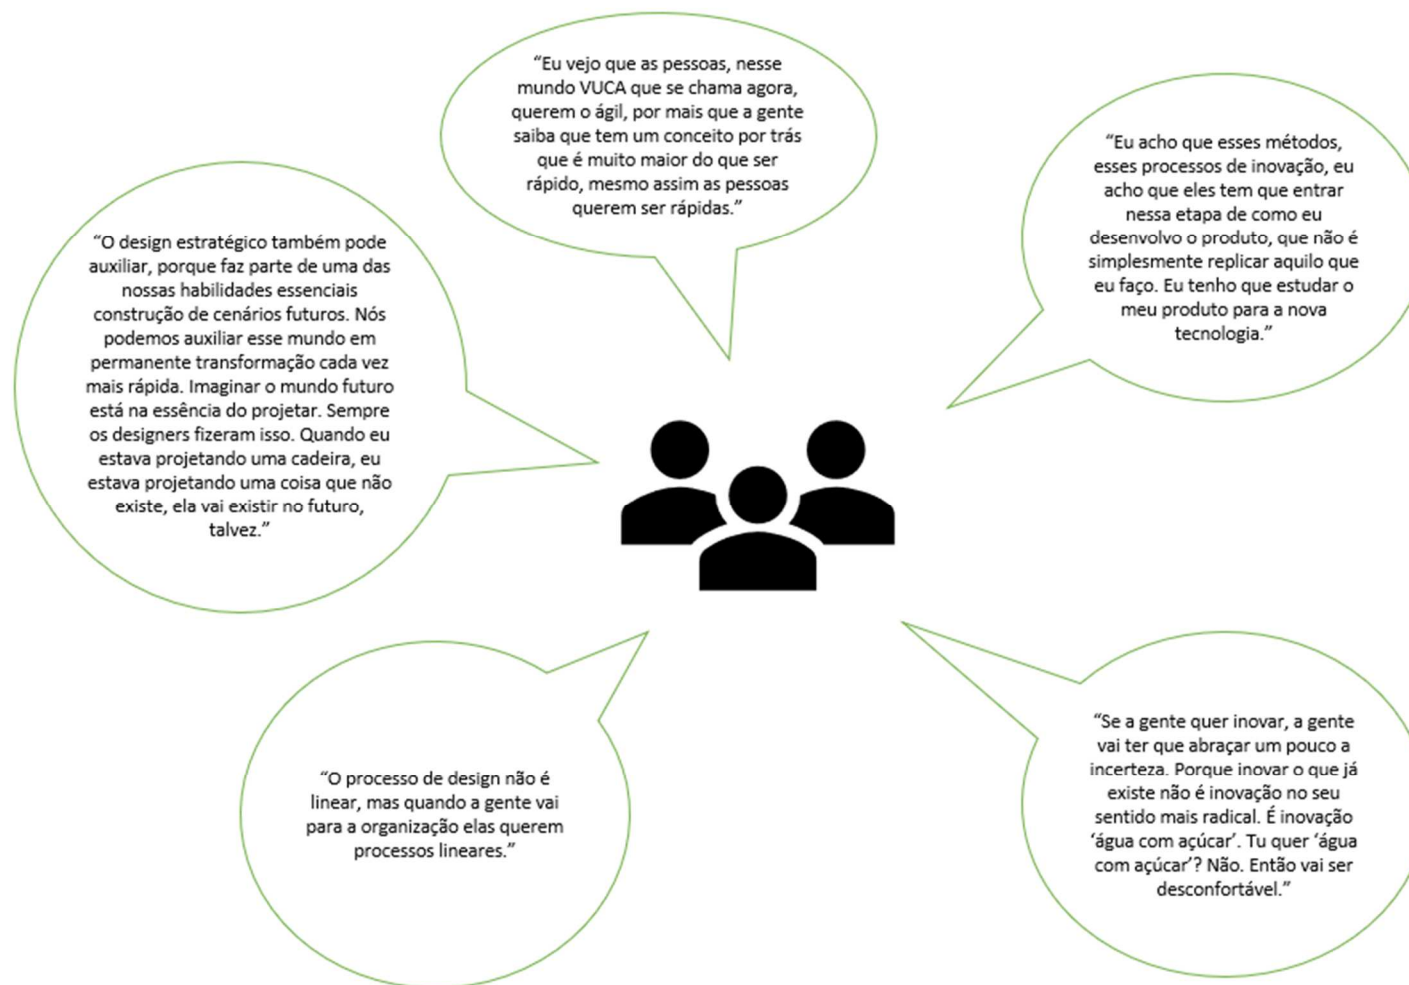 “Eu vejo que as pessoas, nesse
mundo VUCA que se chama agora,
querem o ágil, por mais que a gente
saiba que tem um conceito por trás
que é muito maior do que ser
rápido, mesmo assim as pessoas
querem ser rápidas.”
“Eu acho que esses métodos,
esses processos de inovação, eu
acho que eles tem que entrar
nessa etapa de como eu
desenvolvo o produto, que não é
simplesmente replicar aquilo que
eu faço. Eu tenho que estudar o
meu produto para a nova
tecnologia.”
“O design estratégico também pode
auxiliar, porque faz parte de uma das
nossas habilidades essenciais
construção de cenários futuros. Nós
podemos auxiliar esse mundo em
permanente transformação cada vez
mais rápida. Imaginar o mundo futuro
está na essência do projetar. Sempre
os designers fizeram isso. Quando eu
estava projetando uma cadeira, eu
estava projetando uma coisa que não
existe, ela vai existir no futuro,
talvez.”
“O processo de design não é
linear, mas quando a gente vai
para a organização elas querem
processos lineares.”
“Se a gente quer inovar, a gente
vai ter que abraçar um pouco a
incerteza. Porque inovar o que já
existe não é inovação no seu
sentido mais radical. É inovação
‘água com açúcar’. Tu quer ‘água
com açúcar’? Não. Então vai ser
desconfortável.”